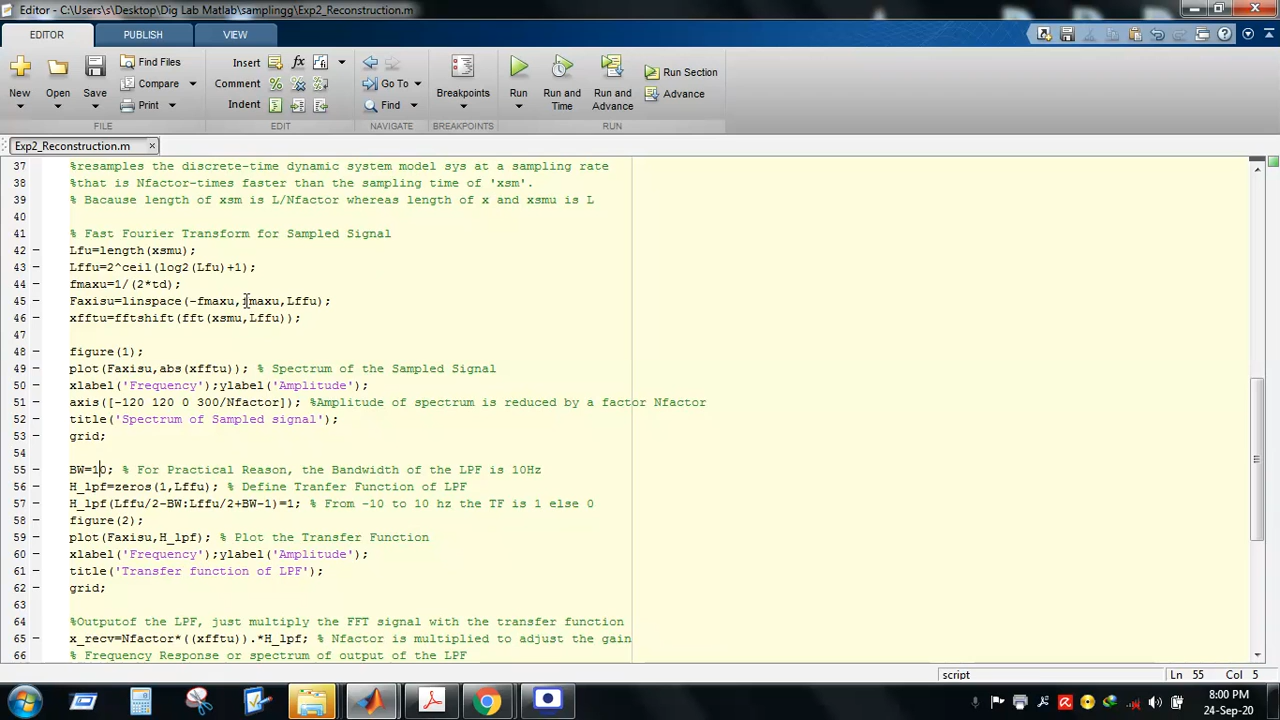 Editor - C:\Users\s\Desktop\Dig Lab Matlab\samplingg\Exp2_Reconstruction.m
EDITOR PUBLISH VIEW
New Open Save
Find Files
Compare
Print
FILE
Insert fx
Comment
Indent
EDIT
Go To
Find
NAVIGATE
Breakpoints
BREAKPOINTS
Run
Run and Time
Run and Advance
Run Section
Advance
RUN
Exp2_Reconstruction.m
37 %resamples the discrete-time dynamic system model sys at a sampling rate
38 %that is Nfactor-times faster than the sampling time of 'xsm'.
39 % Bacause length of xsm is L/Nfactor whereas length of x and xsmu is L
40
41 % Fast Fourier Transform for Sampled Signal
42 Lfu=length(xsmu);
43 Lffu=2^ceil(log2(Lfu)+1);
44 fmaxu=1/(2*td);
45 Faxisu=linspace(-fmaxu,fmaxu,Lffu);
46 xfftu=fftshift(fft(xsmu,Lffu));
47
48 figure(1);
49 plot(Faxisu,abs(xfftu)); % Spectrum of the Sampled Signal
50 xlabel('Frequency');ylabel('Amplitude');
51 axis([-120 120 0 300/Nfactor]); %Amplitude of spectrum is reduced by a factor Nfactor
52 title('Spectrum of Sampled signal');
53 grid;
54
55 BW=10; % For Practical Reason, the Bandwidth of the LPF is 10Hz
56 H_lpf=zeros(1,Lffu); % Define Tranfer Function of LPF
57 H_lpf(Lffu/2-BW:Lffu/2+BW-1)=1; % From -10 to 10 hz the TF is 1 else 0
58 figure(2);
59 plot(Faxisu,H_lpf); % Plot the Transfer Function
60 xlabel('Frequency');ylabel('Amplitude');
61 title('Transfer function of LPF');
62 grid;
63
64 %Outputof the LPF, just multiply the FFT signal with the transfer function
65 x_recv=Nfactor*((xfftu)).*H_lpf; % Nfactor is multiplied to adjust the gain
66 % Frequency Response or spectrum of output of the LPF
script Ln 55 Col 5
8:00 PM
24-Sep-20